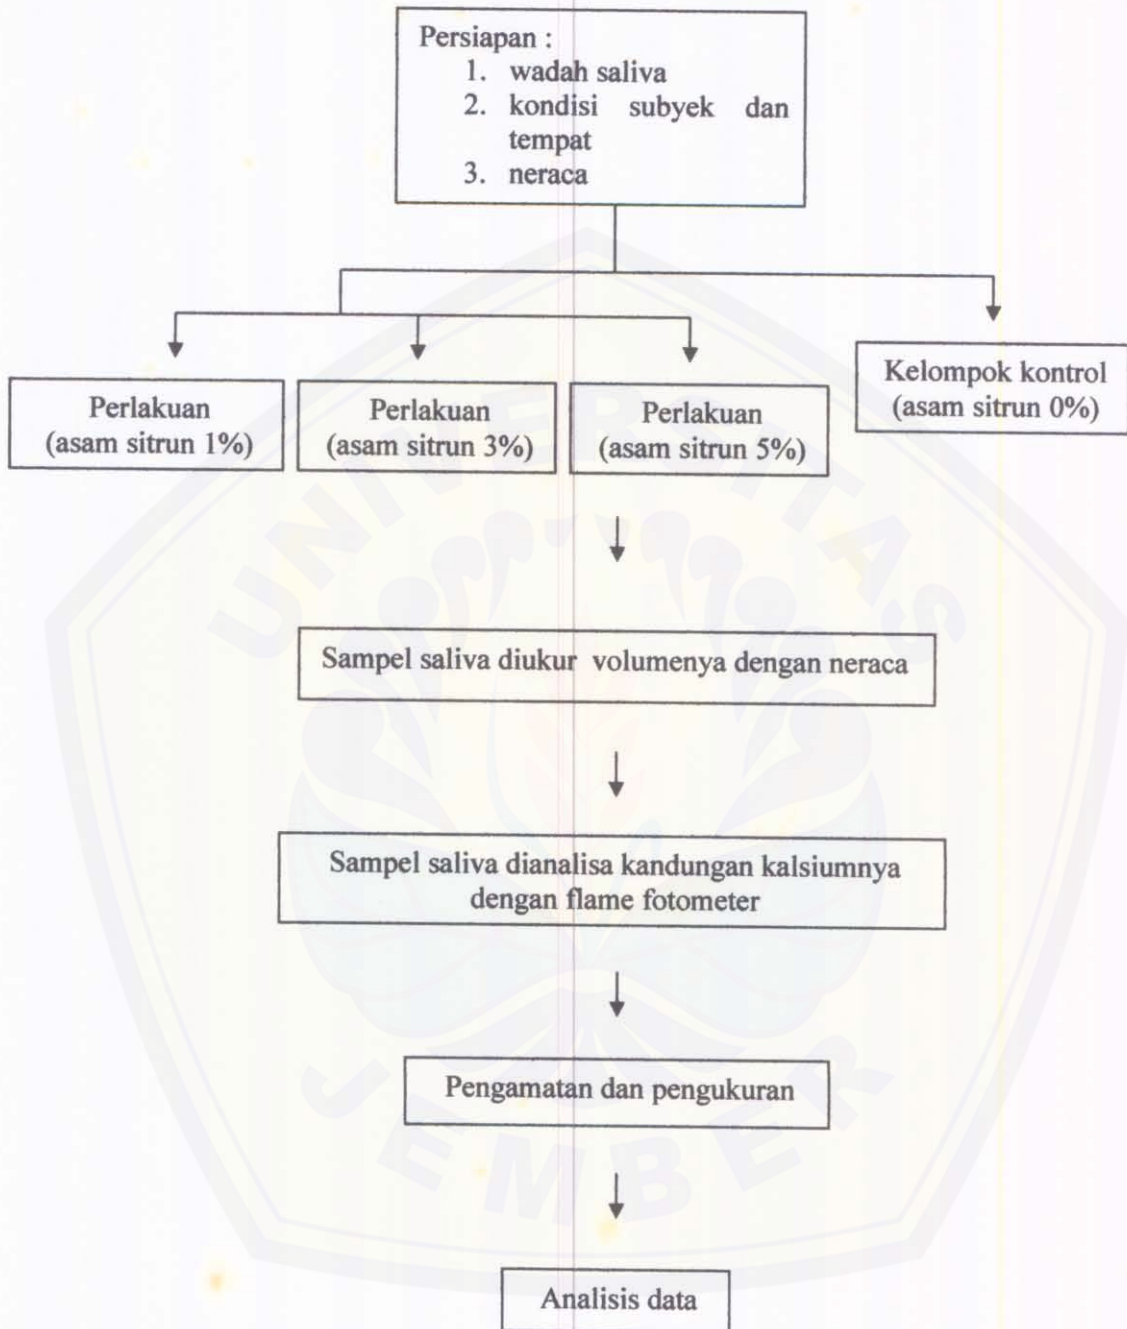 Persiapan :
1. wadah saliva
2. kondisi subyek dan
tempat
3. neraca
Perlakuan
(asam sitrun 1%)
Perlakuan
(asam sitrun 3%)
Perlakuan
(asam sitrun 5%)
Kelompok kontrol
(asam sitrun 0%)
Sampel saliva diukur volumenya dengan neraca
Sampel saliva dianalisa kandungan kalsiumnya
dengan flame fotometer
Pengamatan dan pengukuran
Analisis data
UNIVERSITAS
JEMBER